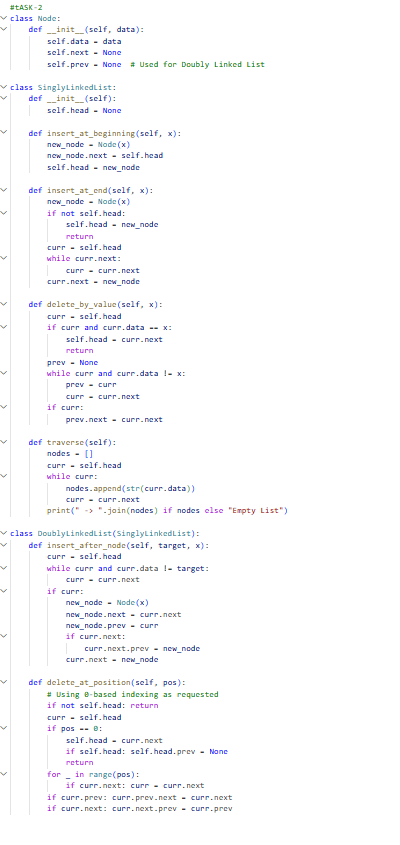 #tASK-2
class Node:
    def __init__(self, data):
        self.data = data
        self.next = None
        self.prev = None  # Used for Doubly Linked List
class SinglyLinkedList:
    def __init__(self):
        self.head = None
    def insert_at_beginning(self, x):
        new_node = Node(x)
        new_node.next = self.head
        self.head = new_node
    def insert_at_end(self, x):
        new_node = Node(x)
        if not self.head:
            self.head = new_node
            return
        curr = self.head
        while curr.next:
            curr = curr.next
        curr.next = new_node
    def delete_by_value(self, x):
        curr = self.head
        if curr and curr.data == x:
            self.head = curr.next
            return
        prev = None
        while curr and curr.data != x:
            prev = curr
            curr = curr.next
        if curr:
            prev.next = curr.next
    def traverse(self):
        nodes = []
        curr = self.head
        while curr:
            nodes.append(str(curr.data))
            curr = curr.next
        print(" -> ".join(nodes) if nodes else "Empty List")
class DoublyLinkedList(SinglyLinkedList):
    def insert_after_node(self, target, x):
        curr = self.head
        while curr and curr.data != target:
            curr = curr.next
        if curr:
            new_node = Node(x)
            new_node.next = curr.next
            new_node.prev = curr
            if curr.next:
                curr.next.prev = new_node
            curr.next = new_node
    def delete_at_position(self, pos):
        # Using 0-based indexing as requested
        if not self.head: return
        curr = self.head
        if pos == 0:
            self.head = curr.next
            if self.head: self.head.prev = None
            return
        for _ in range(pos):
            if curr.next: curr = curr.next
        if curr.prev: curr.prev.next = curr.next
        if curr.next: curr.next.prev = curr.prev